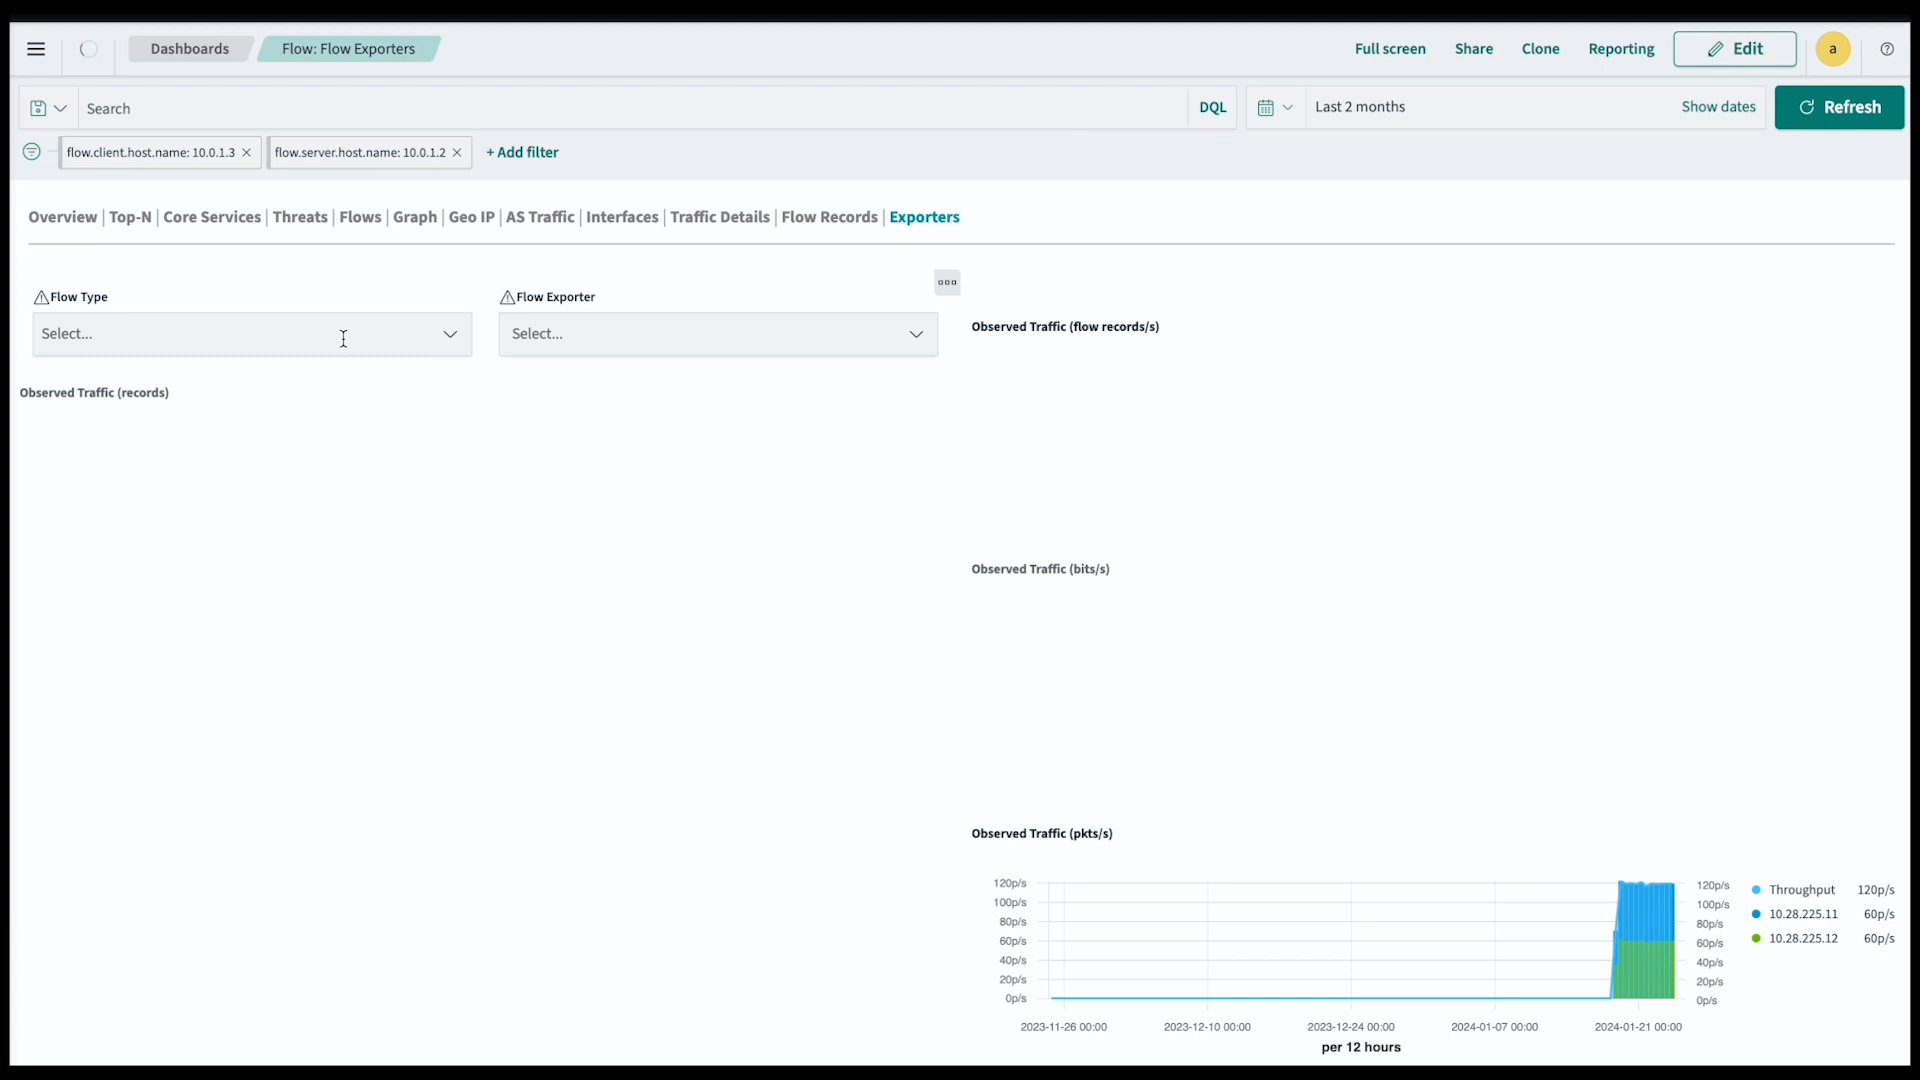 Dashboards Flow: Flow Exporters Full screen Share Clone Reporting Edit a
Search DQL Last 2 months Show dates Refresh
flow.client.host.name: 10.0.1.3 × flow.server.host.name: 10.0.1.2 × + Add filter
Overview | Top-N | Core Services | Threats | Flows | Graph | Geo IP | AS Traffic | Interfaces | Traffic Details | Flow Records | Exporters
Flow Type
Select...
Flow Exporter
Select...
Observed Traffic (records)
Observed Traffic (flow records/s)
Observed Traffic (bits/s)
Observed Traffic (pkts/s)
120p/s
100p/s
80p/s
60p/s
40p/s
20p/s
0p/s
120p/s
100p/s
80p/s
60p/s
40p/s
20p/s
0p/s
Throughput 120p/s
10.28.225.11 60p/s
10.28.225.12 60p/s
2023-11-26 00:00 2023-12-10 00:00 2023-12-24 00:00 2024-01-07 00:00 2024-01-21 00:00
per 12 hours